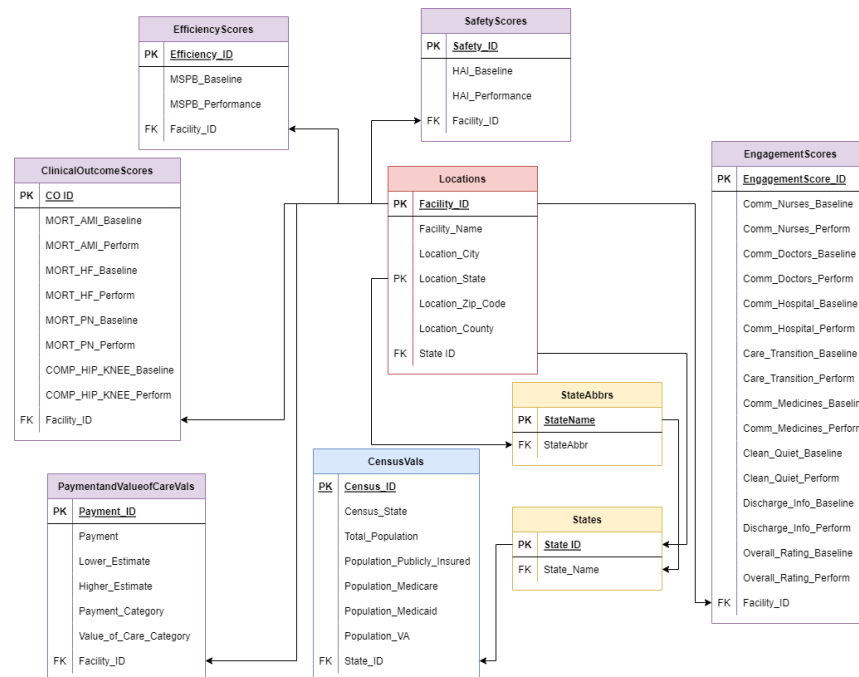 EfficiencyScores
PK Efficiency_ID
MSPB_Baseline
MSPB_Performance
FK Facility_ID
SafetyScores
PK Safety_ID
HAI_Baseline
HAI_Performance
FK Facility_ID
ClinicalOutcomeScores
PK CO ID
MORT_AMI_Baseline
MORT_AMI_Perform
MORT_HF_Baseline
MORT_HF_Perform
MORT_PN_Baseline
MORT_PN_Perform
COMP_HIP_KNEE_Baseline
COMP_HIP_KNEE_Perform
FK Facility_ID
Locations
PK Facility_ID
Facility_Name
Location_City
PK Location_State
Location_Zip_Code
Location_County
FK State ID
EngagementScores
PK EngagementScore_ID
Comm_Nurses_Baseline
Comm_Nurses_Perform
Comm_Doctors_Baseline
Comm_Doctors_Perform
Comm_Hospital_Baseline
Comm_Hospital_Perform
Care_Transition_Baseline
Care_Transition_Perform
Comm_Medicines_Baselin
Comm_Medicines_Perform
Clean_Quiet_Baseline
Clean_Quiet_Perform
Discharge_Info_Baseline
Discharge_Info_Perform
Overall_Rating_Baseline
Overall_Rating_Perform
FK Facility_ID
StateAbbrs
PK StateName
FK StateAbbr
PaymentandValueofCareVals
PK Payment_ID
Payment
Lower_Estimate
Higher_Estimate
Payment_Category
Value_of_Care_Category
FK Facility_ID
CensusVals
PK Census_ID
Census_State
Total_Population
Population_Publicly_Insured
Population_Medicare
Population_Medicaid
Population_VA
FK State_ID
States
PK State ID
FK State_Name